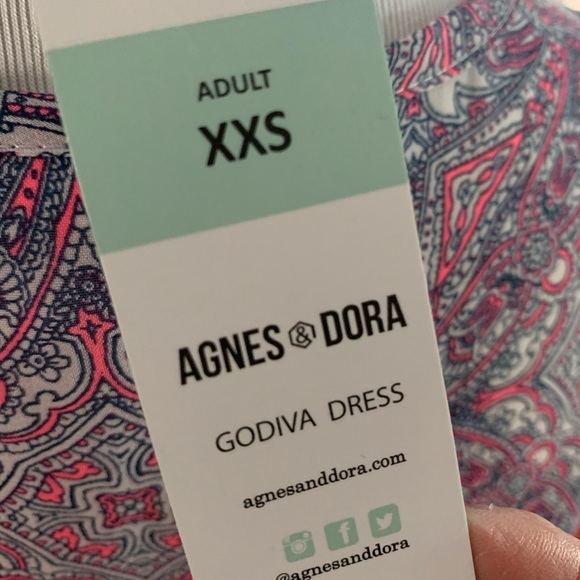 ADULT
XXS
AGNES & DORA
GODIVA DRESS
agnesanddora.com
@agnesanddora